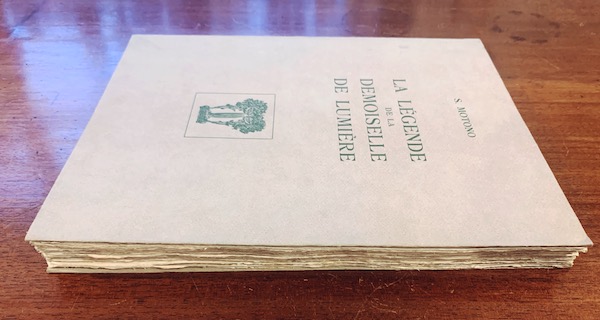 S. MOTONO
LA LÉGENDE
DE LA
DEMOISELLE
DE LUMIÈRE